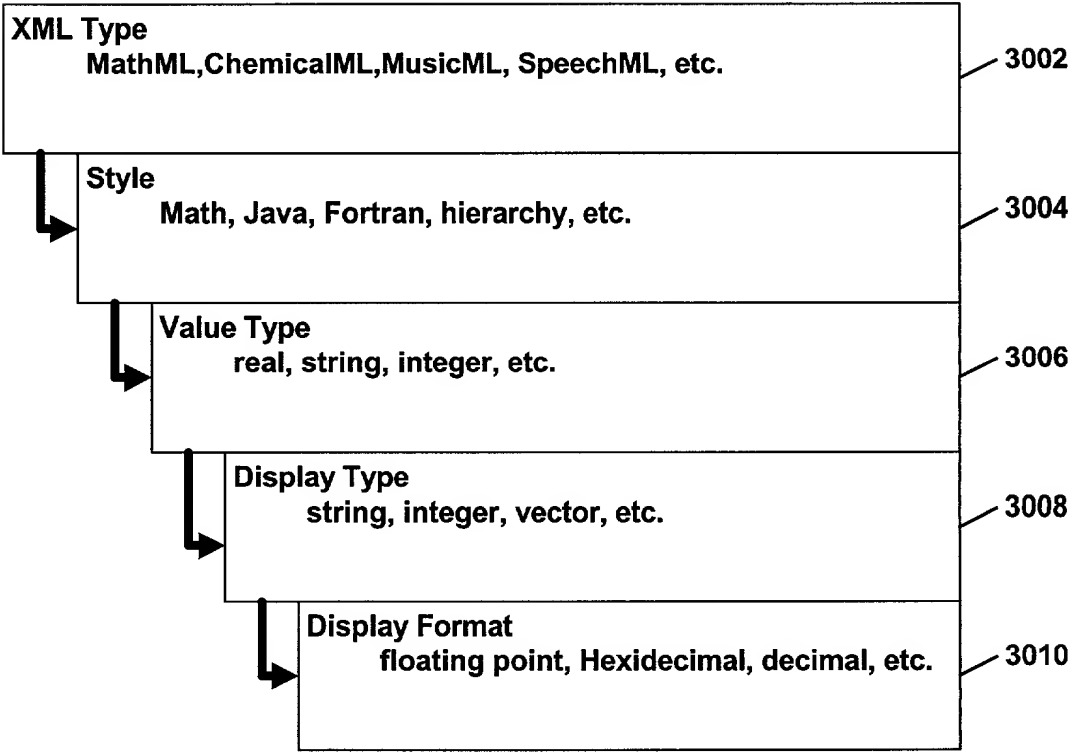 XML Type
MathML,ChemicalML,MusicML, SpeechML, etc.
3002
Style
Math, Java, Fortran, hierarchy, etc.
3004
Value Type
real, string, integer, etc.
3006
Display Type
string, integer, vector, etc.
3008
Display Format
floating point, Hexidecimal, decimal, etc.
3010